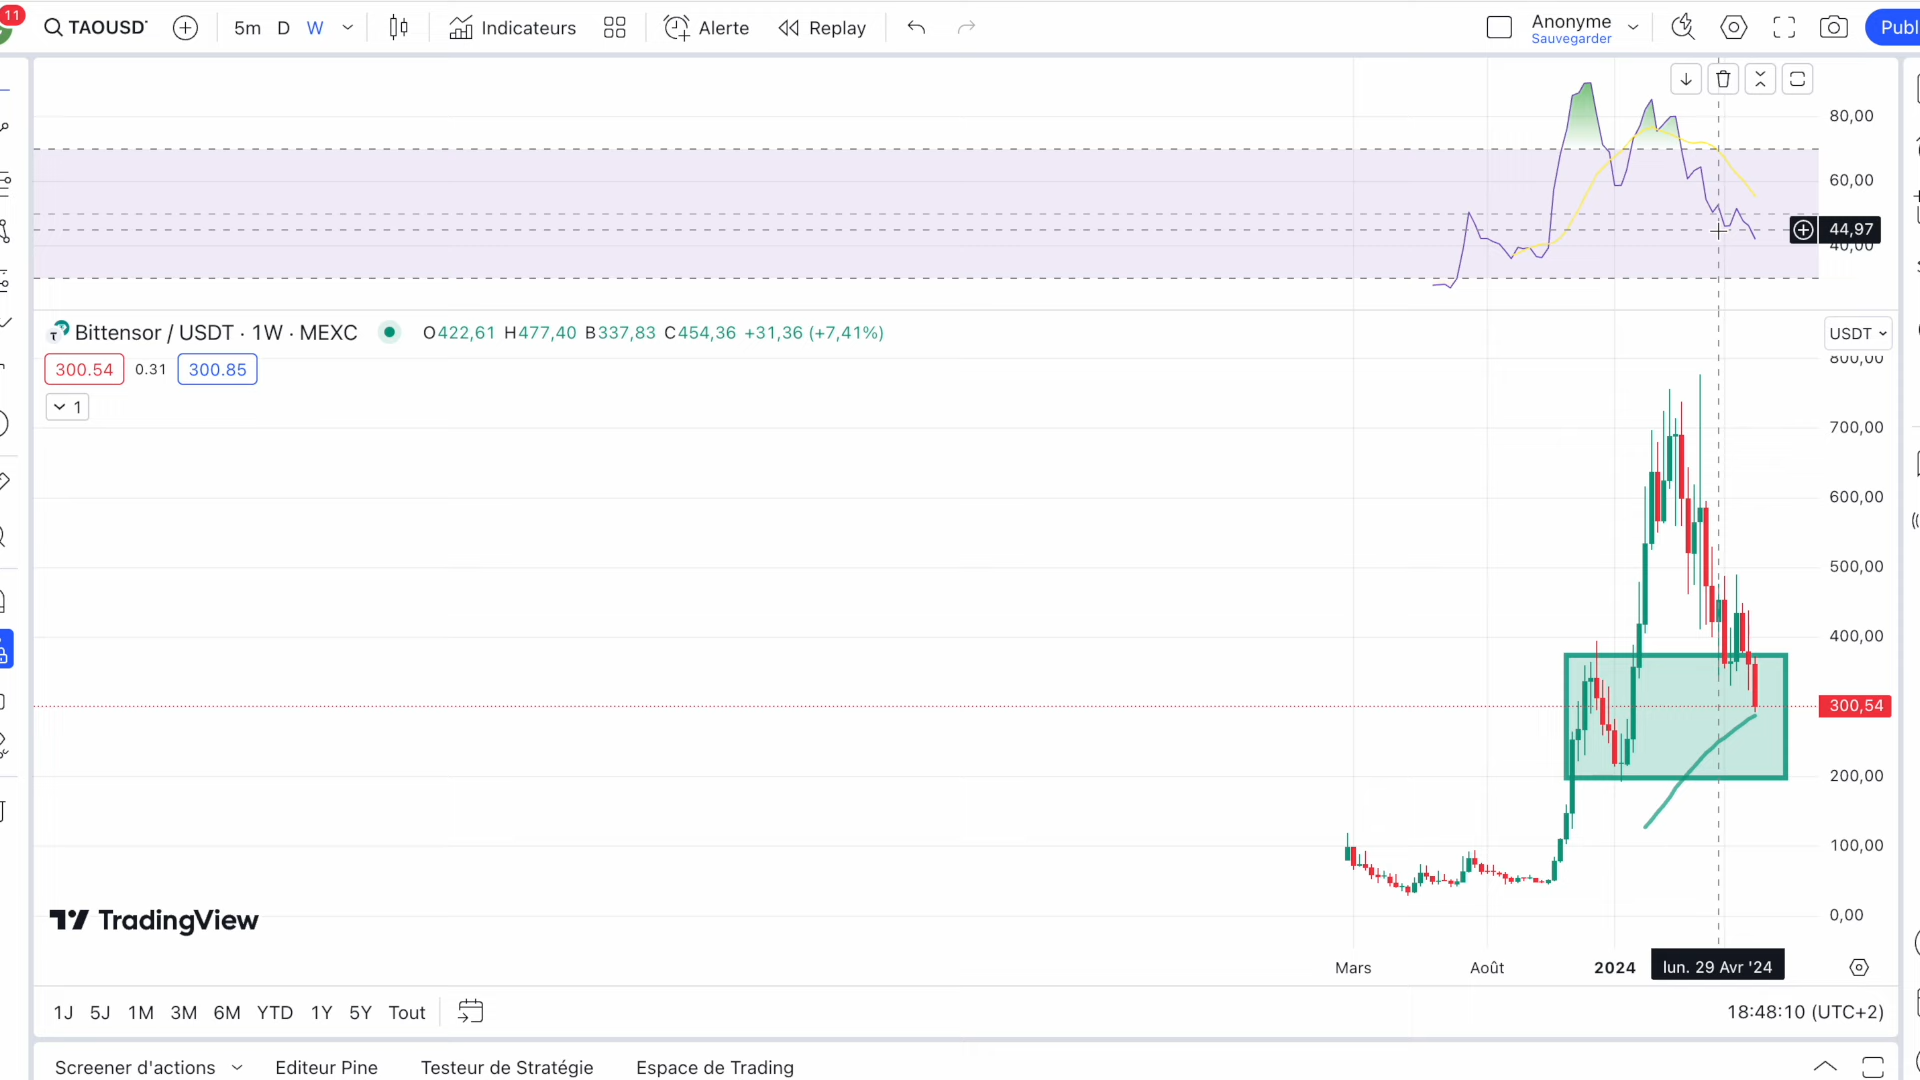 11
TAOUSD
5m D W
Indicateurs
Alerte
Replay
Anonyme
Sauvegarder
Publ
80,00
60,00
44,97
40,00
Bittensor / USDT · 1W · MEXC
O422,61 H477,40 B337,83 C454,36 +31,36 (+7,41%)
USDT
300.54 0.31 300.85
1
800,00
700,00
600,00
500,00
400,00
300,54
200,00
100,00
0,00
TradingView
Mars Août 2024 lun. 29 Avr '24
1J 5J 1M 3M 6M YTD 1Y 5Y Tout
18:48:10 (UTC+2)
Screener d'actions Editeur Pine Testeur de Stratégie Espace de Trading